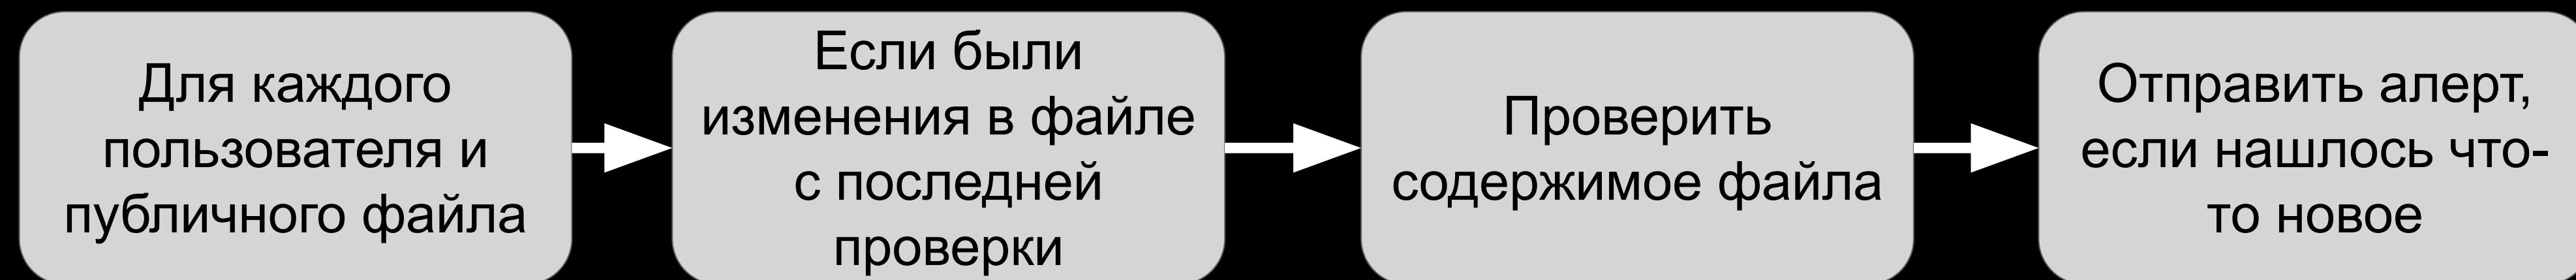 Для каждого
пользователя и
публичного файла
Если были
изменения в файле
с последней
проверки
Проверить
содержимое файла
Отправить алерт,
если нашлось что-
то новое